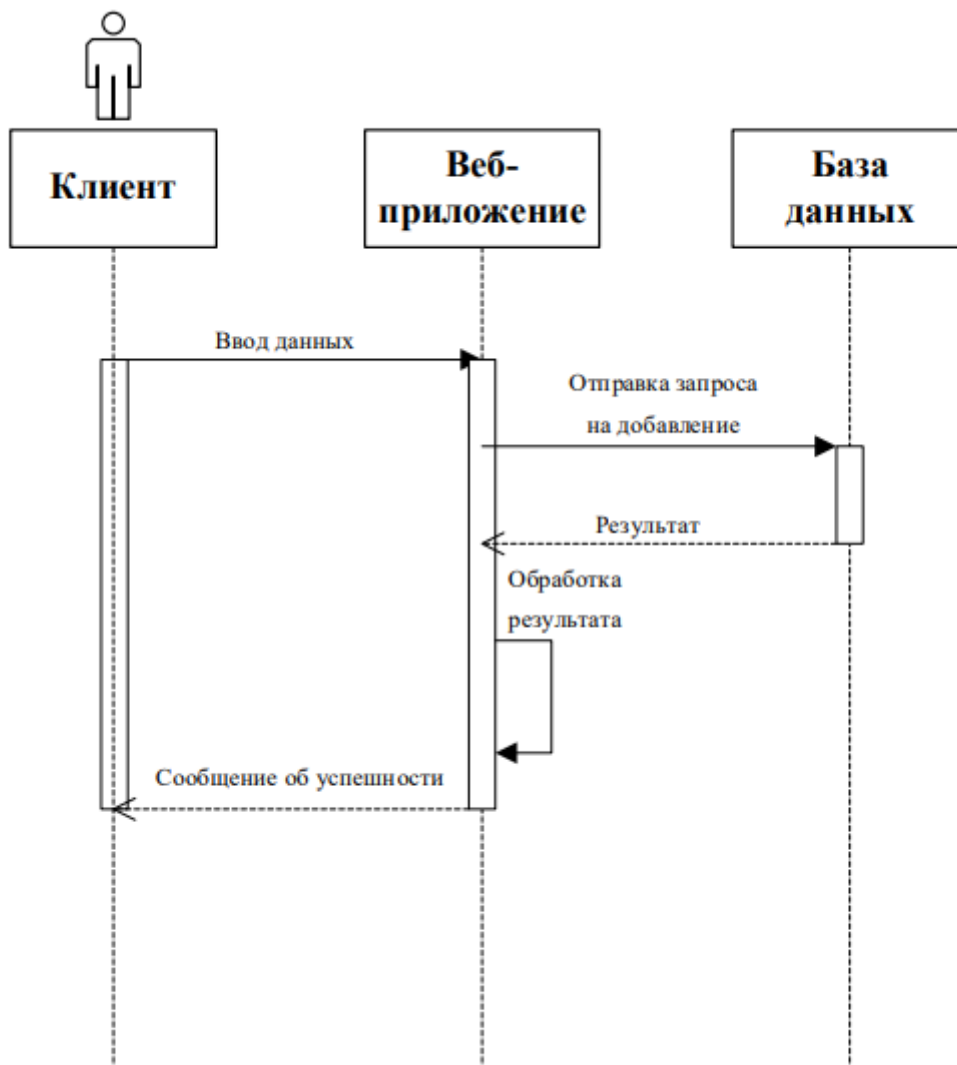 Клиент
Веб-
приложение
База
данных
Ввод данных
Отправка запроса
на добавление
Результат
Обработка
результата
Сообщение об успешности